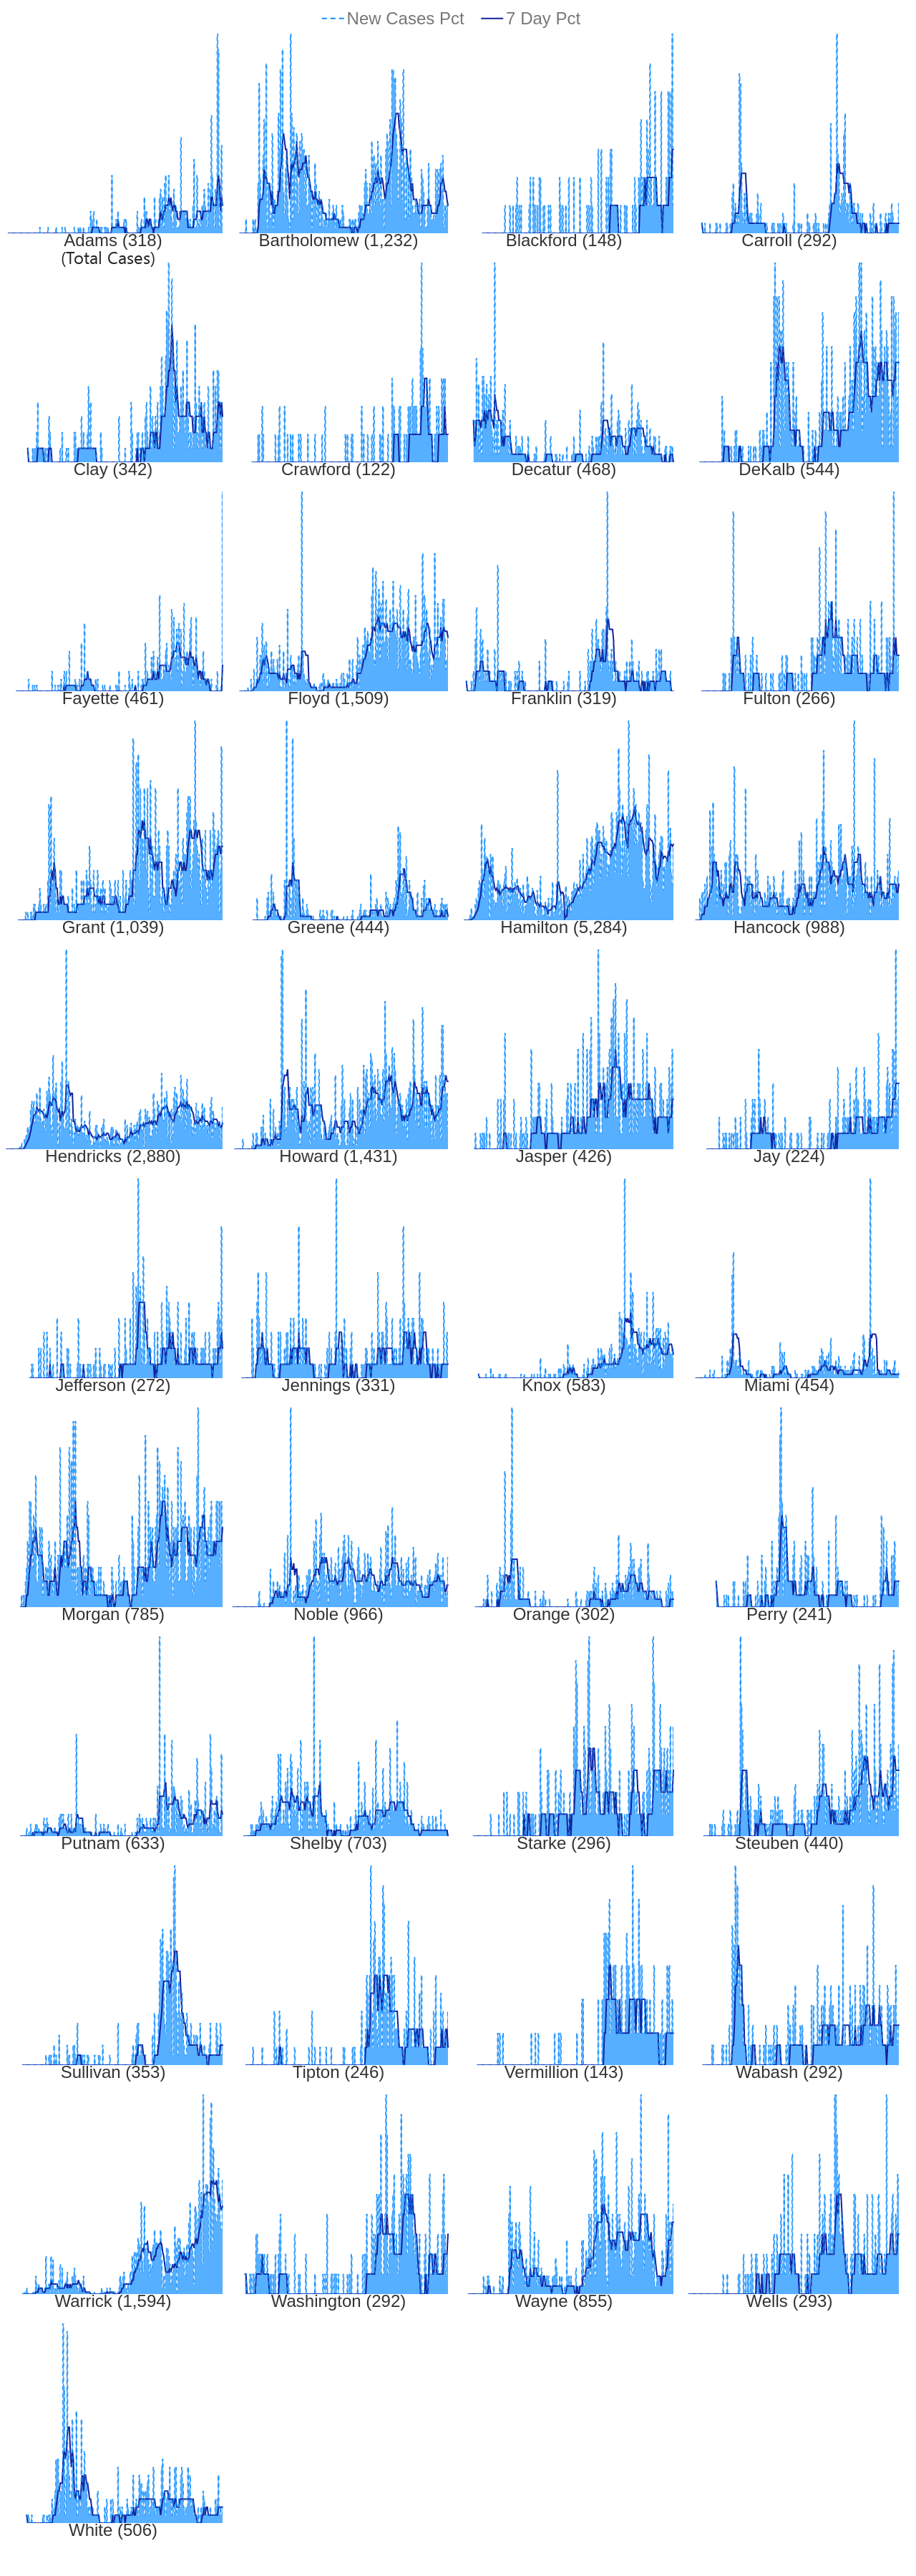 New Cases Pct 7 Day Pct
Adams (318) Bartholomew (1,232) Blackford (148) Carroll (292)
(Total Cases)
Clay (342) Crawford (122) Decatur (468) DeKalb (544)
Fayette (461) Floyd (1,509) Franklin (319) Fulton (266)
Grant (1,039) Greene (444) Hamilton (5,284) Hancock (988)
Hendricks (2,880) Howard (1,431) Jasper (426) Jay (224)
Jefferson (272) Jennings (331) Knox (583) Miami (454)
Morgan (785) Noble (966) Orange (302) Perry (241)
Putnam (633) Shelby (703) Starke (296) Steuben (440)
Sullivan (353) Tipton (246) Vermillion (143) Wabash (292)
Warrick (1,594) Washington (292) Wayne (855) Wells (293)
White (506)